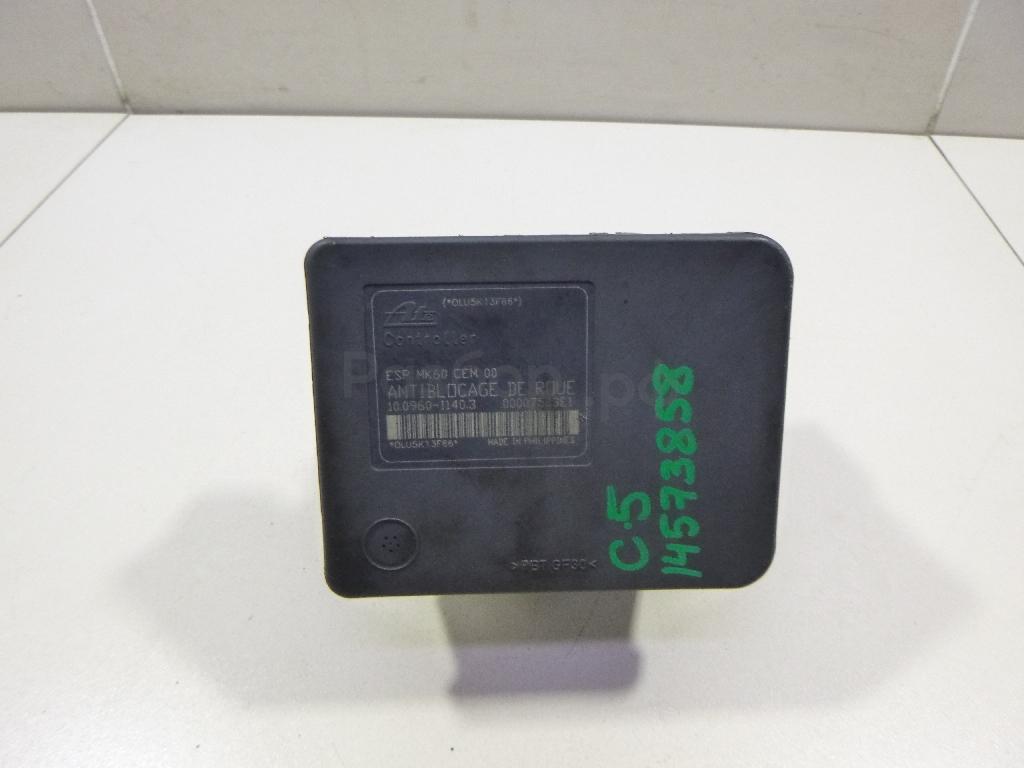 (*OLU5K13F86*)
Ate
Controller
ESP MK60 CEM 00
ANTIBLOCAGE DE ROUE
10.0960-1140.3
*OLU5K13F86* MADE IN PHILIPPINES
>PBT GF30<
C.5
14573858